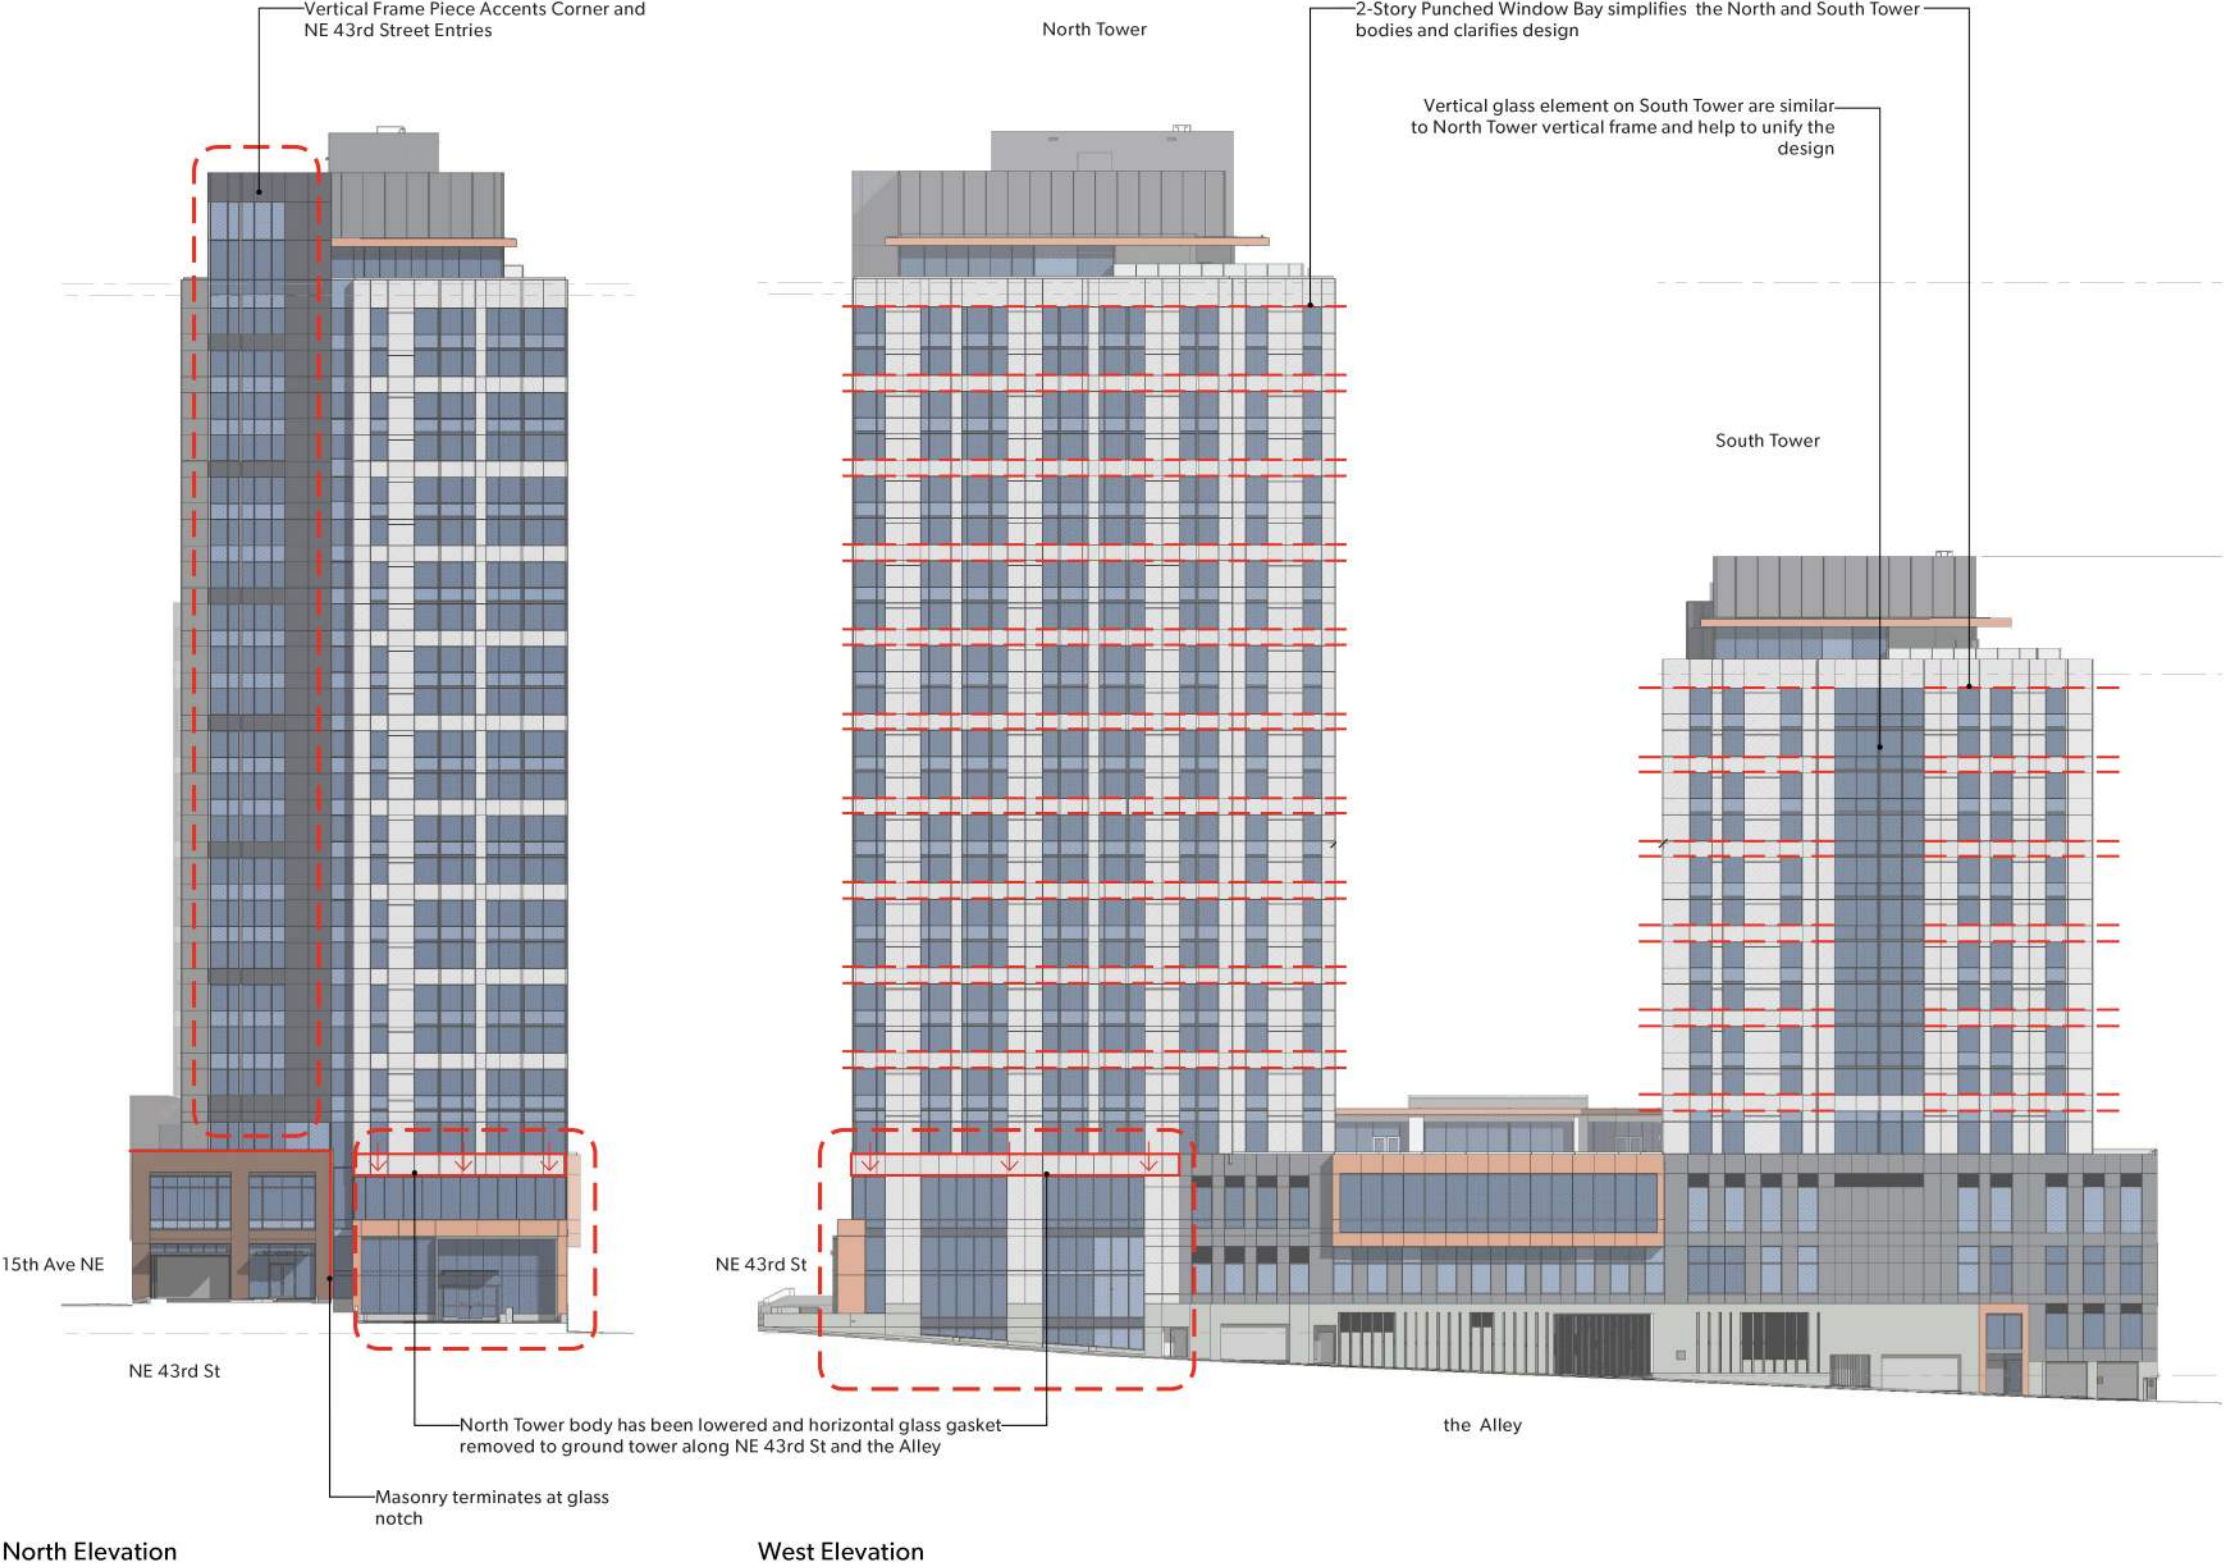 Vertical Frame Piece Accents Corner and
NE 43rd Street Entries
North Tower
2-Story Punched Window Bay simplifies the North and South Tower
bodies and clarifies design
Vertical glass element on South Tower are similar
to North Tower vertical frame and help to unify the
design
South Tower
15th Ave NE
NE 43rd St
NE 43rd St
North Tower body has been lowered and horizontal glass gasket
removed to ground tower along NE 43rd St and the Alley
the Alley
Masonry terminates at glass
notch
North Elevation
West Elevation